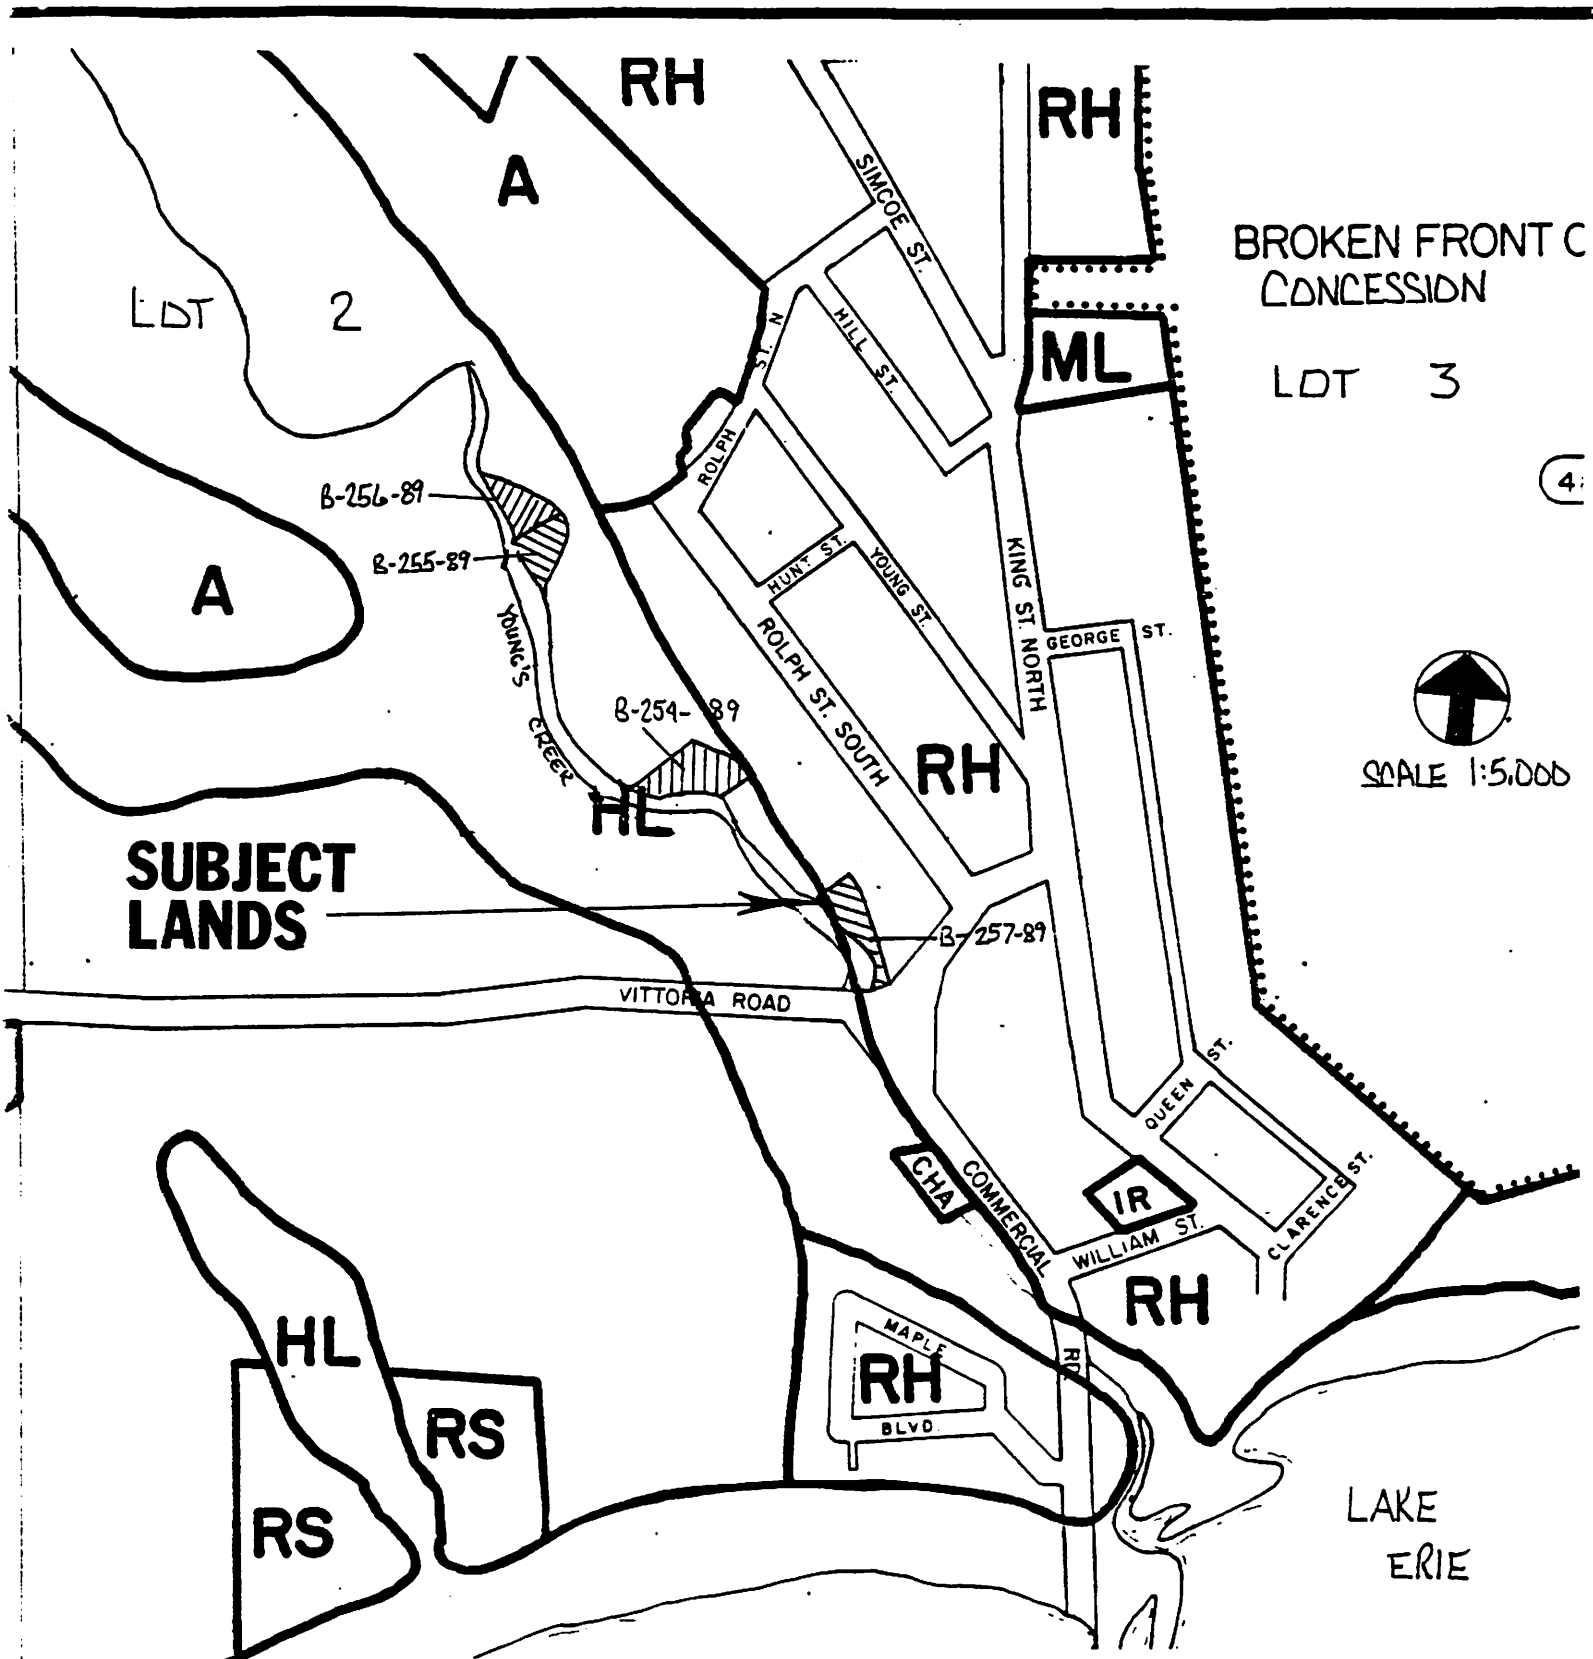 RH
RH
A
SIMCOE ST.
BROKEN FRONT C
CONCESSION
LOT 2
ST. N
HILL ST.
ML
LOT 3
ROLPH
B-256-89
4
B-255-89
HUNT ST.
YOUNG ST.
KING ST. NORTH
A
YOUNG'S
CREEK
ROLPH ST. SOUTH
GEORGE ST.
B-254-89
RH
SCALE 1:5,000
HL
SUBJECT
LANDS
B-257-89
VITTORIA ROAD
QUEEN ST.
CHA
COMMERCIAL
RD.
IR
WILLIAM ST.
CLARENCE ST.
RH
HL
MAPLE
RH
BLVD.
RS
RS
LAKE
ERIE